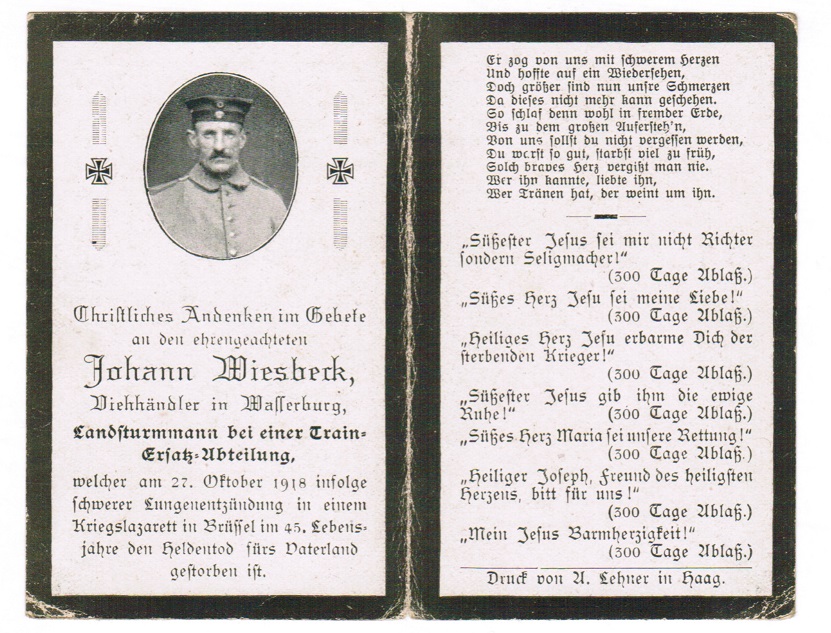 Christliches Andenken im Gebete
an den ehrengeachteten
Johann Wiesbeck,
Viehhändler in Wasserburg,
Landsturmmann bei einer Train-
Ersatz-Abteilung,
welcher am 27. Oktober 1918 infolge
schwerer Lungenentzündung in einem
Kriegslazarett in Brüssel im 45. Lebens-
jahre den Heldentod fürs Vaterland
gestorben ist.
Er zog von uns mit schwerem Herzen
Und hoffte auf ein Wiedersehen,
Doch größer sind nun unsre Schmerzen
Da dieses nicht mehr kann geschehen.
So schlaf denn wohl in fremder Erde,
Bis zu dem großen Aufersteh'n,
Von uns sollst du nicht vergessen werden,
Du warst so gut, starbst viel zu früh,
Solch braves Herz vergißt man nie.
Wer ihn kannte, liebte ihn,
Wer Tränen hat, der weint um ihn.
„Süßester Jesus sei mir nicht Richter
sondern Seligmacher!"
(300 Tage Ablaß.)
„Süßes Herz Jesu sei meine Liebe!"
(300 Tage Ablaß.)
„Heiliges Herz Jesu erbarme Dich der
sterbenden Krieger!"
(300 Tage Ablaß.)
„Süßester Jesus gib ihm die ewige
Ruhe!" (300 Tage Ablaß.)
„Süßes Herz Maria sei unsere Rettung!"
(300 Tage Ablaß.)
„Heiliger Joseph, Freund des heiligsten
Herzens, bitt für uns!"
(300 Tage Ablaß.)
„Mein Jesus Barmherzigkeit!"
(300 Tage Ablaß.)
Druck von A. Lehner in Haag.